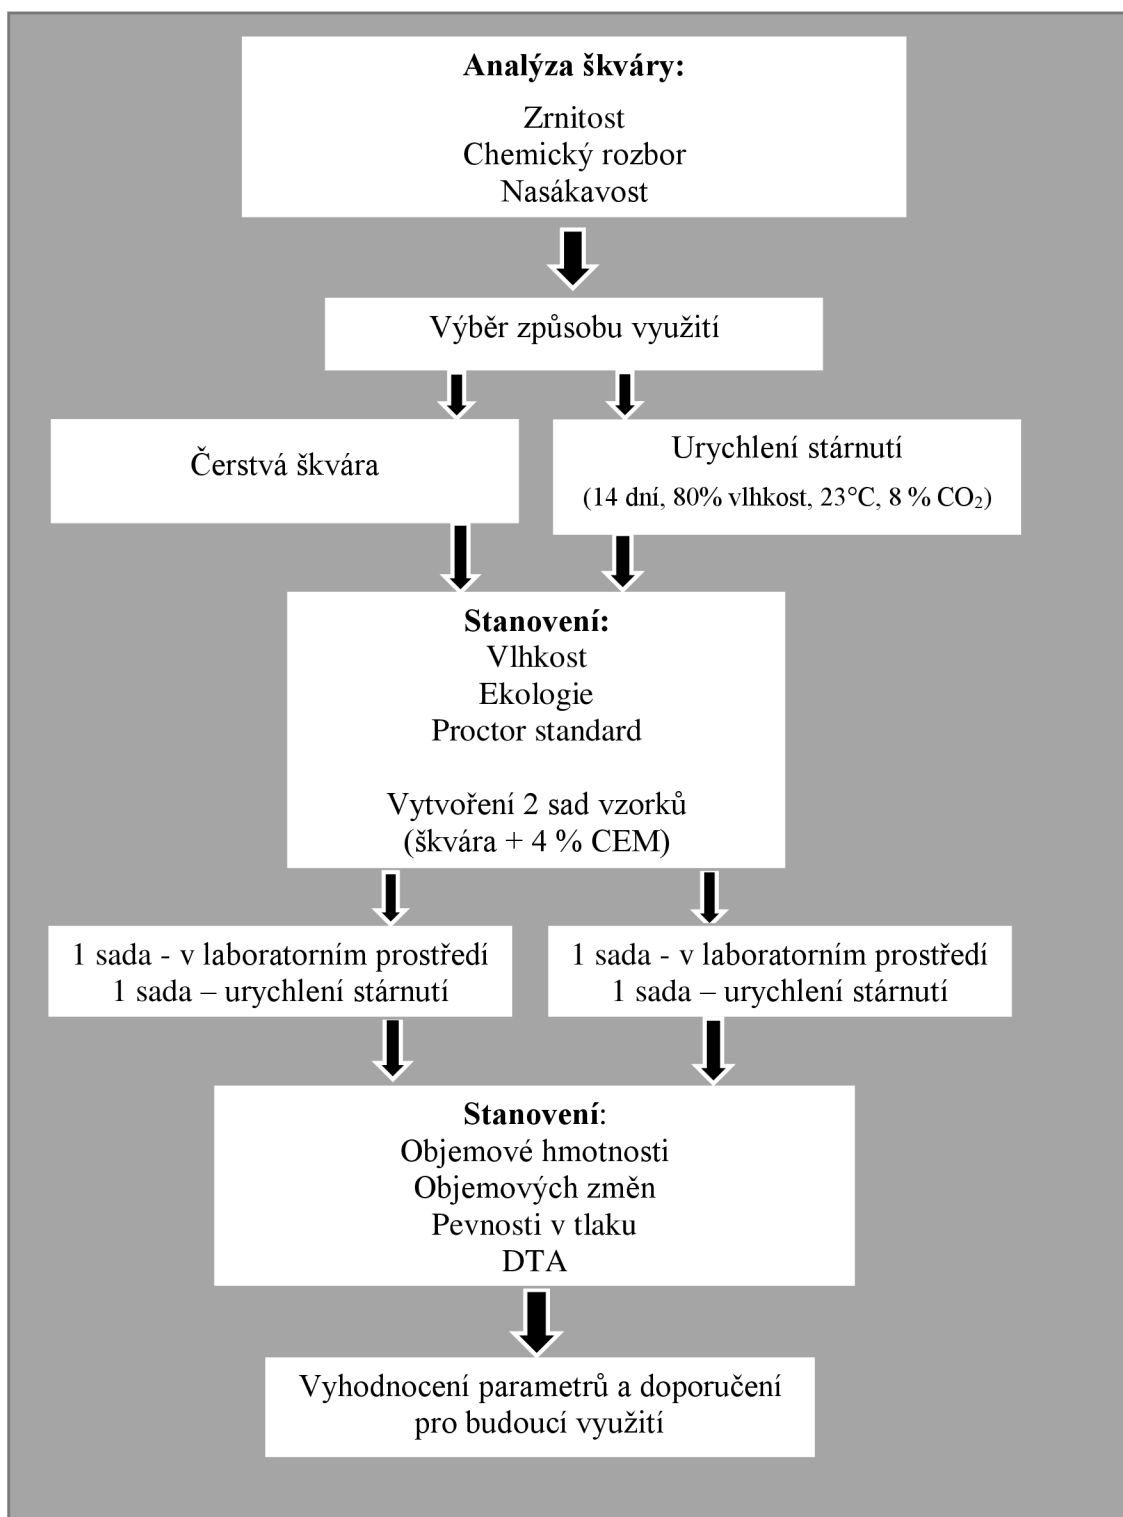 Analýza škváry:
Zrnitost
Chemický rozbor
Nasákavost
Výběr způsobu využití
Čerstvá škvára
Urychlení stárnutí
(14 dní, 80% vlhkost, 23°C, 8 % CO₂)
Stanovení:
Vlhkost
Ekologie
Proctor standard
Vytvoření 2 sad vzorků
(škvára + 4 % CEM)
1 sada - v laboratorním prostředí
1 sada – urychlení stárnutí
1 sada - v laboratorním prostředí
1 sada – urychlení stárnutí
Stanovení:
Objemové hmotnosti
Objemových změn
Pevnosti v tlaku
DTA
Vyhodnocení parametrů a doporučení
pro budoucí využití